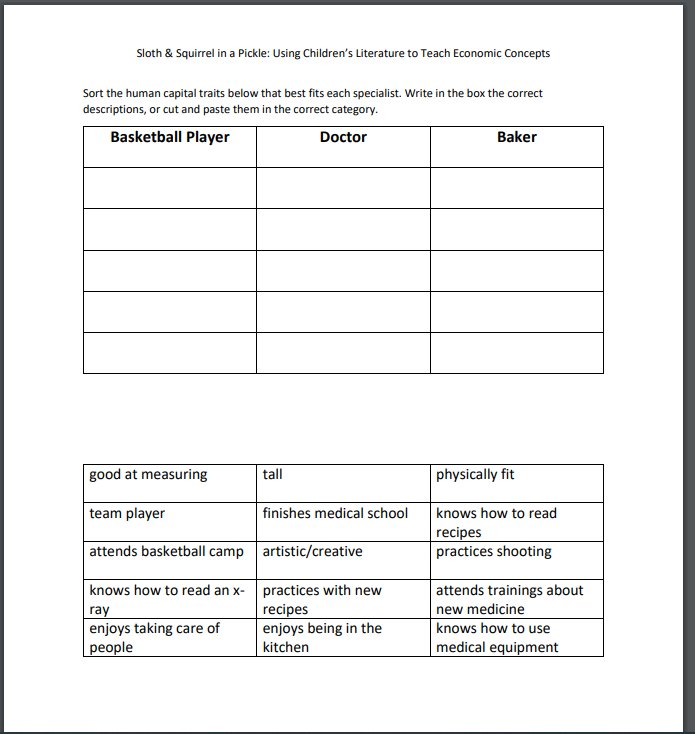 Sloth & Squirrel in a Pickle: Using Children’s Literature to Teach Economic Concepts
Sort the human capital traits below that best fits each specialist. Write in the box the correct
descriptions, or cut and paste them in the correct category.
Basketball Player Doctor Baker
good at measuring tall physically fit
team player finishes medical school knows how to read
recipes
attends basketball camp artistic/creative practices shooting
knows how to read an x- practices with new attends trainings about
ray recipes new medicine
enjoys taking care of enjoys being in the knows how to use
people kitchen medical equipment